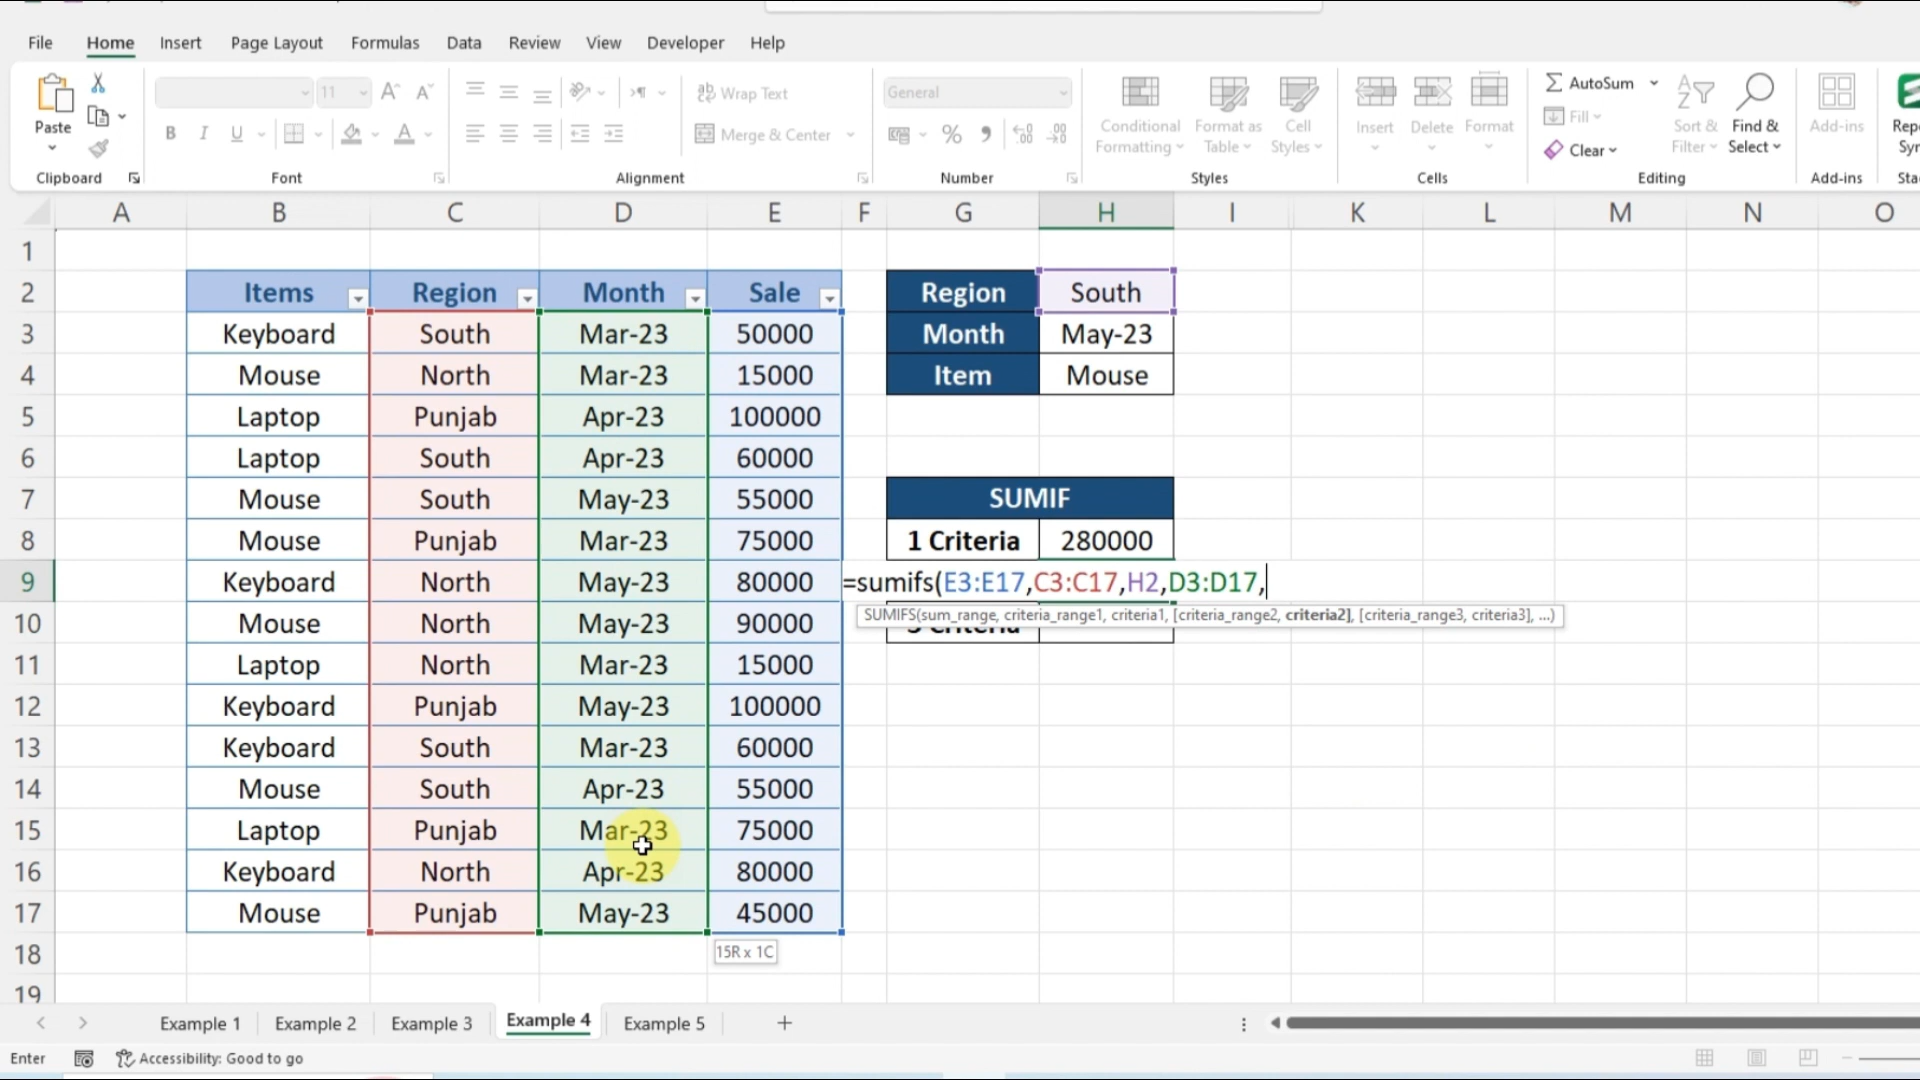 File Home Insert Page Layout Formulas Data Review View Developer Help
11 Wrap Text General AutoSum
Paste Merge & Center Conditional Formatting Format as Table Cell Styles Insert Delete Format Fill Clear Sort & Filter Find & Select Add-ins
Clipboard Font Alignment Number Styles Cells Editing Add-ins
A B C D E F G H I K L M N O
1
2 Items Region Month Sale Region South
3 Keyboard South Mar-23 50000 Month May-23
4 Mouse North Mar-23 15000 Item Mouse
5 Laptop Punjab Apr-23 100000
6 Laptop South Apr-23 60000
7 Mouse South May-23 55000 SUMIF
8 Mouse Punjab Mar-23 75000 1 Criteria 280000
9 Keyboard North May-23 80000 =sumifs(E3:E17,C3:C17,H2,D3:D17,
SUMIFS(sum_range, criteria_range1, criteria1, [criteria_range2, criteria2], [criteria_range3, criteria3], ...)
10 Mouse North May-23 90000 3 Criteria
11 Laptop North Mar-23 15000
12 Keyboard Punjab May-23 100000
13 Keyboard South Mar-23 60000
14 Mouse South Apr-23 55000
15 Laptop Punjab Mar-23 75000
16 Keyboard North Apr-23 80000
17 Mouse Punjab May-23 45000
18 15R x 1C
19
Example 1 Example 2 Example 3 Example 4 Example 5
Enter Accessibility: Good to go